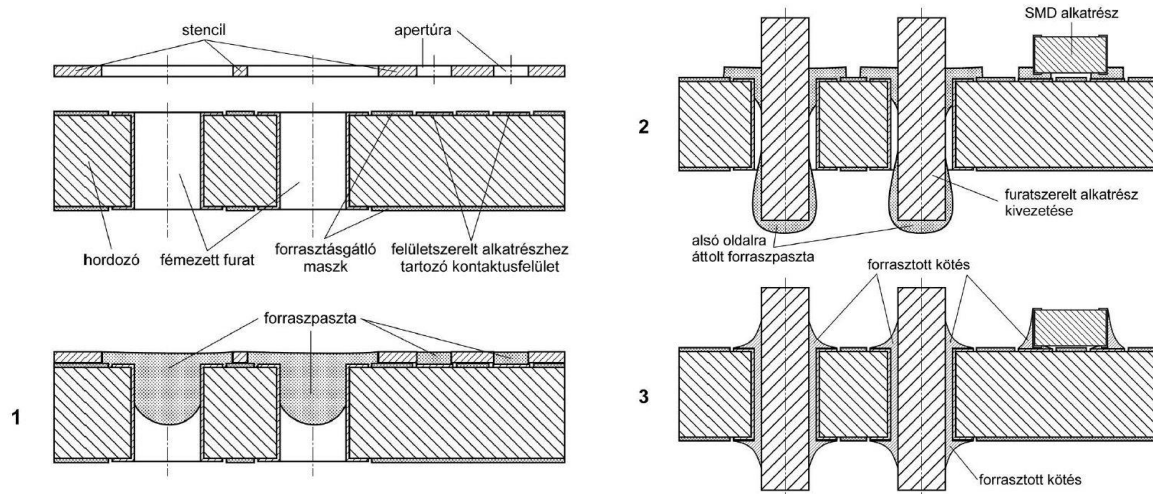 stencil
apertúra
hordozó
fémezett furat
forrasztásgátló
maszk
felületszerelt alkatrészhez
tartozó kontaktusfelület
forraszpaszta
1
SMD alkatrész
2
furatszerelt alkatrész
kivezetése
alsó oldalra
áttolt forraszpaszta
forrasztott kötés
3
forrasztott kötés